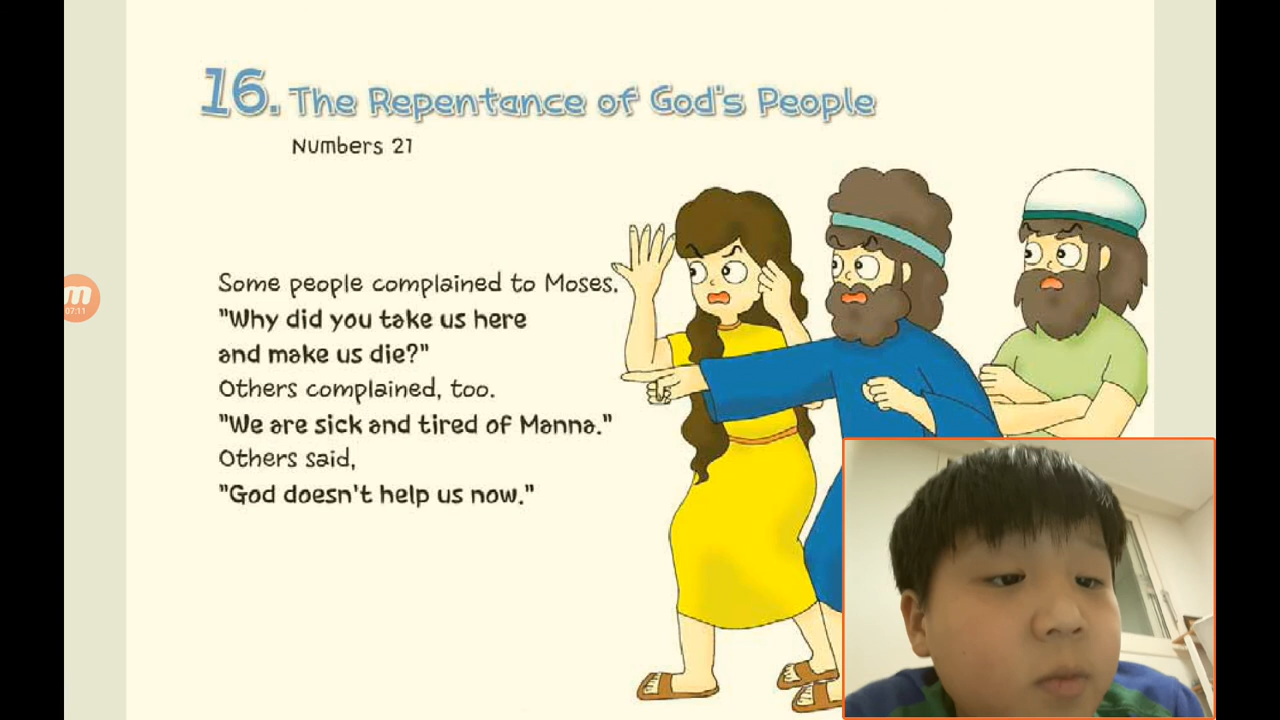 16. The Repentance of God's People
Numbers 21
Some people complained to Moses.
"Why did you take us here
and make us die?"
Others complained, too.
"We are sick and tired of Manna."
Others said,
"God doesn't help us now."
m
07:11